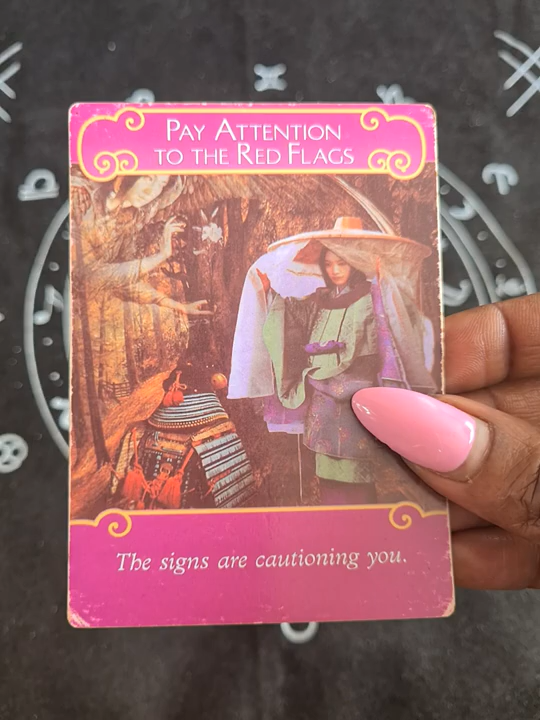 Pay Attention
to the Red Flags
The signs are cautioning you.